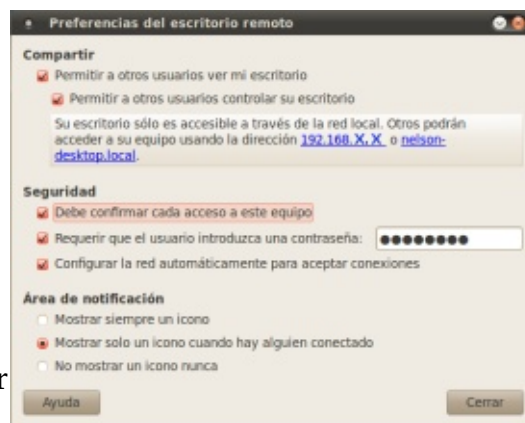 Preferencias del escritorio remoto
Compartir
Permitir a otros usuarios ver mi escritorio
Permitir a otros usuarios controlar su escritorio
Su escritorio sólo es accesible a través de la red local. Otros podrán
acceder a su equipo usando la dirección 192.168.X.X o nelson-
desktop.local.
Seguridad
Debe confirmar cada acceso a este equipo
Requerir que el usuario introduzca una contraseña: ●●●●●●●●
Configurar la red automáticamente para aceptar conexiones
Área de notificación
Mostrar siempre un icono
Mostrar solo un icono cuando hay alguien conectado
No mostrar un icono nunca
r
Ayuda Cerrar